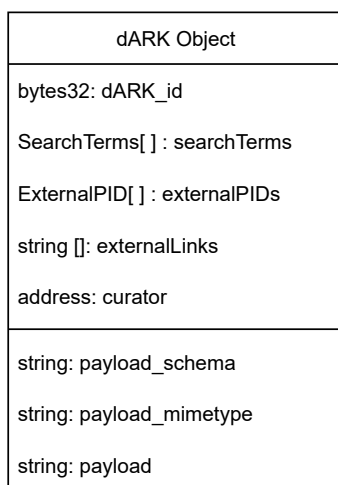 dARK Object
bytes32: dARK_id
SearchTerms[ ] : searchTerms
ExternalPID[ ] : externalPIDs
string []: externalLinks
address: curator
string: payload_schema
string: payload_mimetype
string: payload